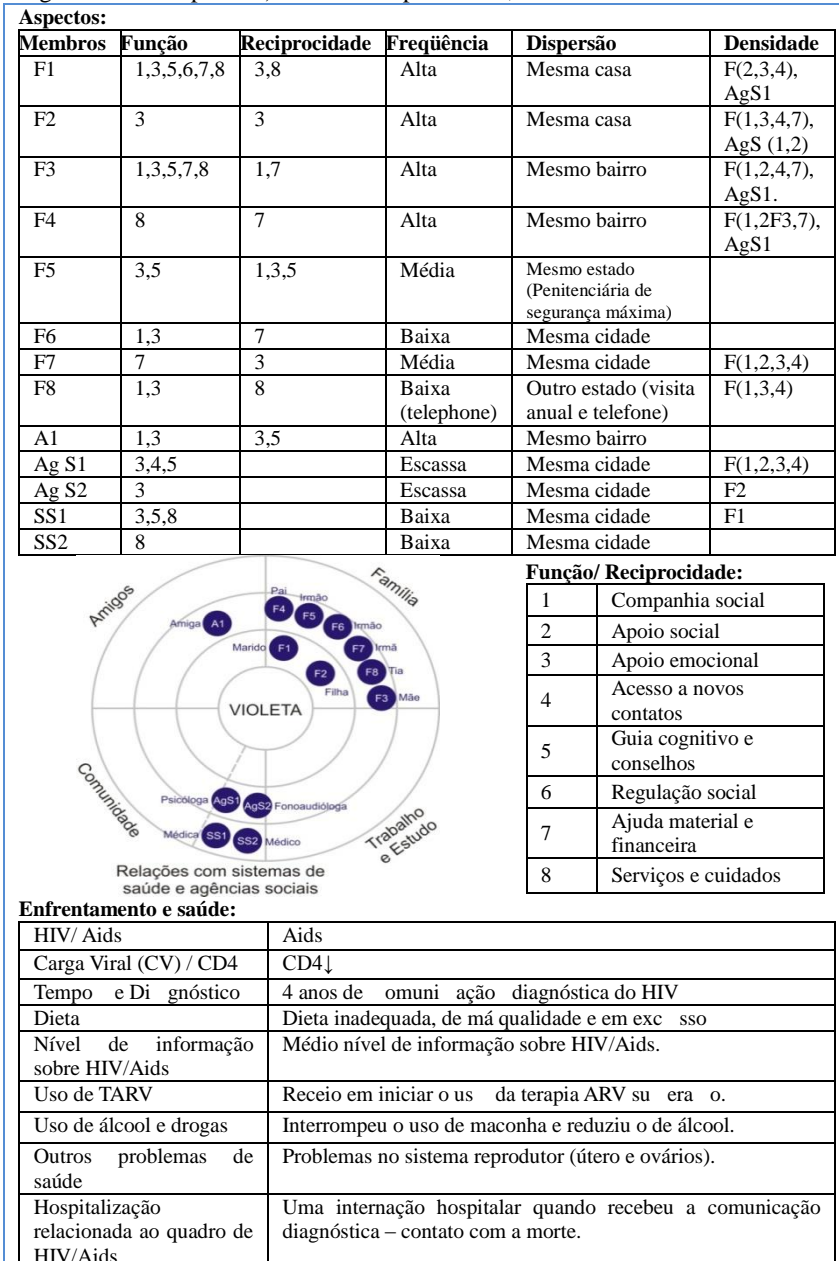 Aspectos:
Membros Função Reciprocidade Freqüência Dispersão Densidade
F1 1,3,5,6,7,8 3,8 Alta Mesma casa F(2,3,4),
AgS1
F2 3 3 Alta Mesma casa F(1,3,4,7),
AgS (1,2)
F3 1,3,5,7,8 1,7 Alta Mesmo bairro F(1,2,4,7),
AgS1.
F4 8 7 Alta Mesmo bairro F(1,2F3,7),
AgS1
F5 3,5 1,3,5 Média Mesmo estado
(Penitenciária de
segurança máxima)
F6 1,3 7 Baixa Mesma cidade
F7 7 3 Média Mesma cidade F(1,2,3,4)
F8 1,3 8 Baixa Outro estado (visita F(1,3,4)
(telephone) anual e telefone)
A1 1,3 3,5 Alta Mesmo bairro
Ag S1 3,4,5 Escassa Mesma cidade F(1,2,3,4)
Ag S2 3 Escassa Mesma cidade F2
SS1 3,5,8 Baixa Mesma cidade F1
SS2 8 Baixa Mesma cidade
Amigos
Família
Pai F4
Irmão F5
F6 Irmão
F7 Irmã
F8 Tia
F3 Mãe
Amiga A1
Marido F1
F2 Filha
VIOLETA
Comunidade
Psicóloga AgS1 AgS2 Fonoaudióloga
Médica SS1 SS2 Médico
Trabalho
e Estudo
Relações com sistemas de
saúde e agências sociais
Função/ Reciprocidade:
1 Companhia social
2 Apoio social
3 Apoio emocional
4 Acesso a novos
contatos
5 Guia cognitivo e
conselhos
6 Regulação social
7 Ajuda material e
financeira
8 Serviços e cuidados
Enfrentamento e saúde:
HIV/ Aids Aids
Carga Viral (CV) / CD4 CD4↓
Tempo e Di gnóstico 4 anos de omuni ação diagnóstica do HIV
Dieta Dieta inadequada, de má qualidade e em exc sso
Nível de informação Médio nível de informação sobre HIV/Aids.
sobre HIV/Aids
Uso de TARV Receio em iniciar o us da terapia ARV su era o.
Uso de álcool e drogas Interrompeu o uso de maconha e reduziu o de álcool.
Outros problemas de Problemas no sistema reprodutor (útero e ovários).
saúde
Hospitalização Uma internação hospitalar quando recebeu a comunicação
relacionada ao quadro de diagnóstica – contato com a morte.
HIV/Aids